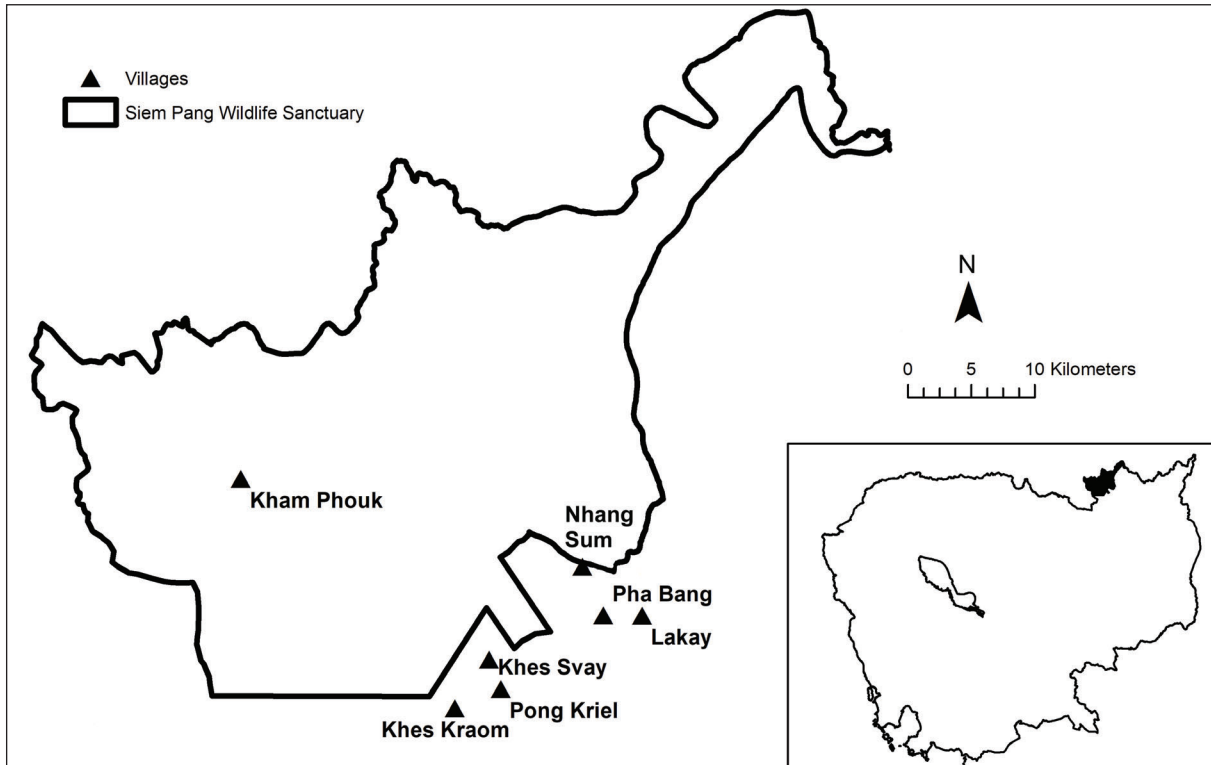 Villages
Siem Pang Wildlife Sanctuary
N
0 5 10 Kilometers
Kham Phouk
Nhang
Sum
Pha Bang
Lakay
Khes Svay
Pong Kriel
Khes Kraom